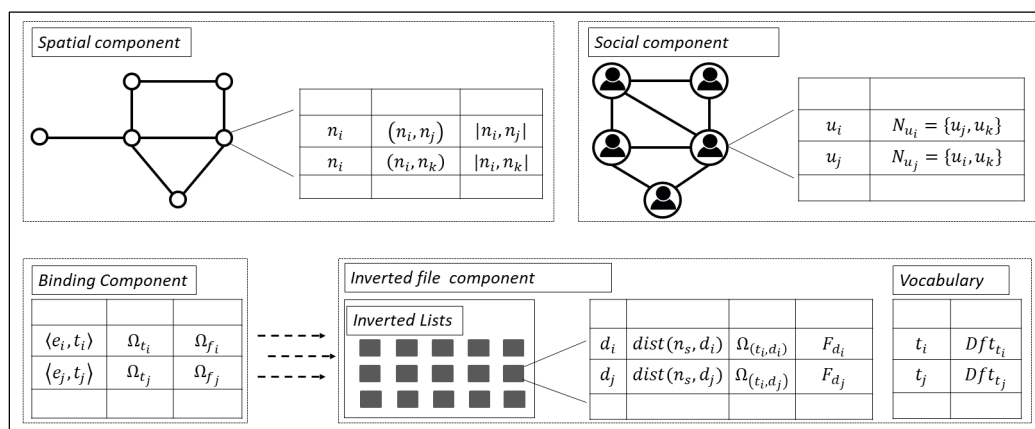 Spatial component
n_i (n_i, n_j) |n_i, n_j|
n_i (n_i, n_k) |n_i, n_k|
Social component
u_i N_{u_i} = {u_j, u_k}
u_j N_{u_j} = {u_i, u_k}
Binding Component
⟨e_i, t_i⟩ Ω_{t_i} Ω_{f_i}
⟨e_j, t_j⟩ Ω_{t_j} Ω_{f_j}
Inverted file component
Inverted Lists
d_i dist(n_s, d_i) Ω_{(t_i, d_i)} F_{d_i}
d_j dist(n_s, d_j) Ω_{(t_i, d_j)} F_{d_j}
Vocabulary
t_i Dft_{t_i}
t_j Dft_{t_j}